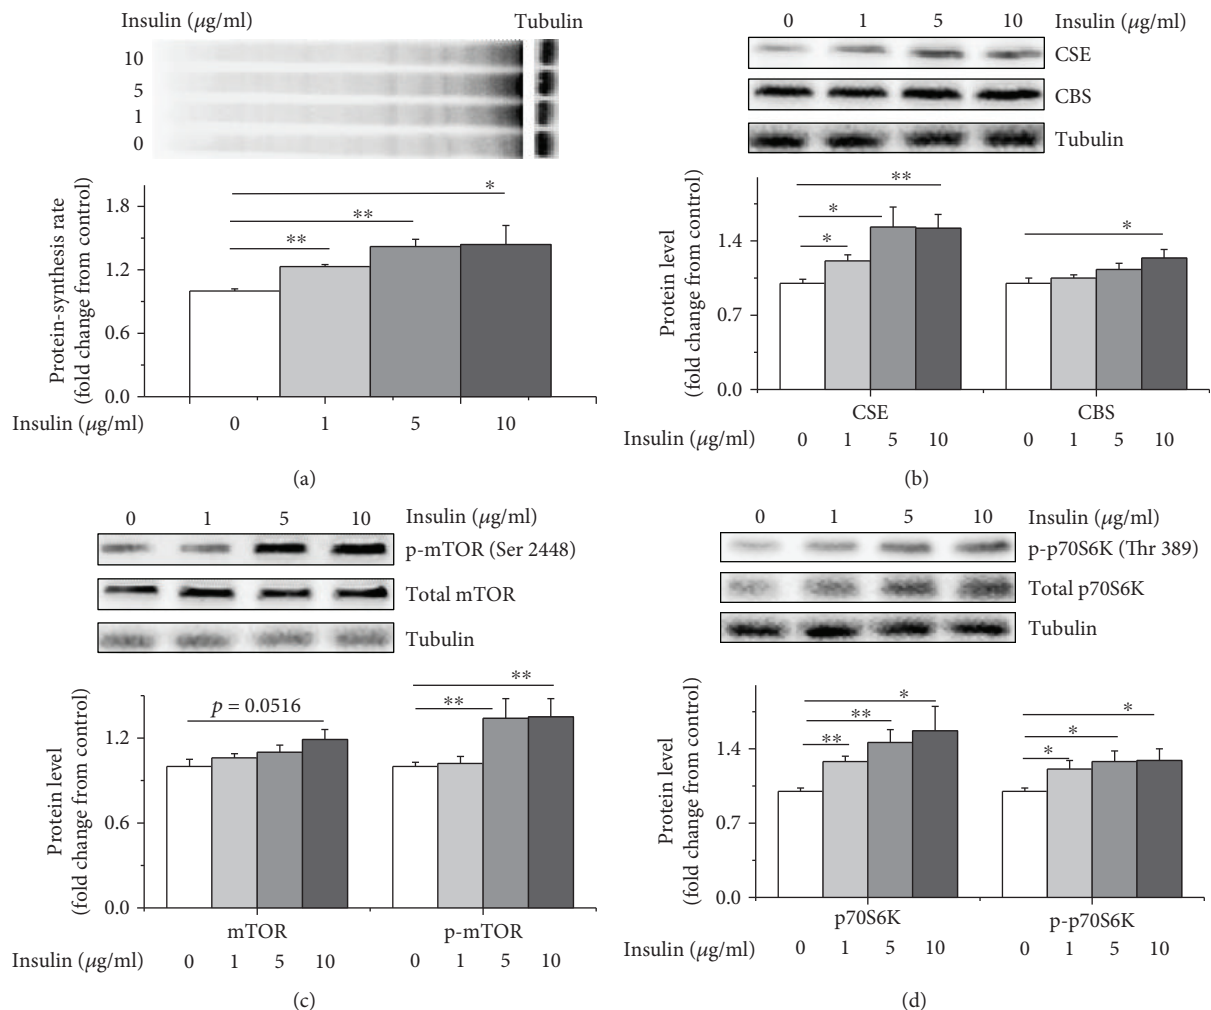 Insulin (μg/ml) Tubulin
10
5
1
0
Protein-synthesis rate
(fold change from control)
1.8
1.2
0.6
0.0
*
**
**
Insulin (μg/ml) 0 1 5 10
(a)
0 1 5 10 Insulin (μg/ml)
CSE
CBS
Tubulin
Protein level
(fold change from control)
1.4
0.7
0.0
**
*
*
*
CSE CBS
Insulin (μg/ml) 0 1 5 10 0 1 5 10
(b)
0 1 5 10 Insulin (μg/ml)
p-mTOR (Ser 2448)
Total mTOR
Tubulin
Protein level
(fold change from control)
1.2
0.6
0.0
p = 0.0516
**
**
mTOR p-mTOR
Insulin (μg/ml) 0 1 5 10 0 1 5 10
(c)
0 1 5 10 Insulin (μg/ml)
p-p70S6K (Thr 389)
Total p70S6K
Tubulin
Protein level
(fold change from control)
1.4
0.7
0.0
*
**
**
*
*
*
p70S6K p-p70S6K
Insulin (μg/ml) 0 1 5 10 0 1 5 10
(d)